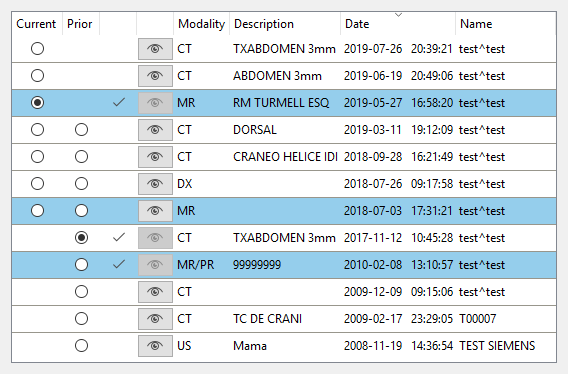 Current Prior Modality Description Date Name
CT TXABDOMEN 3mm 2019-07-26 20:39:21 test^test
CT ABDOMEN 3mm 2019-06-19 20:49:06 test^test
MR RM TURMELL ESQ 2019-05-27 16:58:20 test^test
CT DORSAL 2019-03-11 19:12:09 test^test
CT CRANEO HELICE IDI 2018-09-28 16:21:49 test^test
DX 2018-07-26 09:17:58 test^test
MR 2018-07-03 17:31:21 test^test
CT TXABDOMEN 3mm 2017-11-12 10:45:28 test^test
MR/PR 99999999 2010-02-08 13:10:57 test^test
CT 2009-12-09 09:15:06 test^test
CT TC DE CRANI 2009-02-17 23:29:05 T00007
US Mama 2008-11-19 14:36:54 TEST SIEMENS